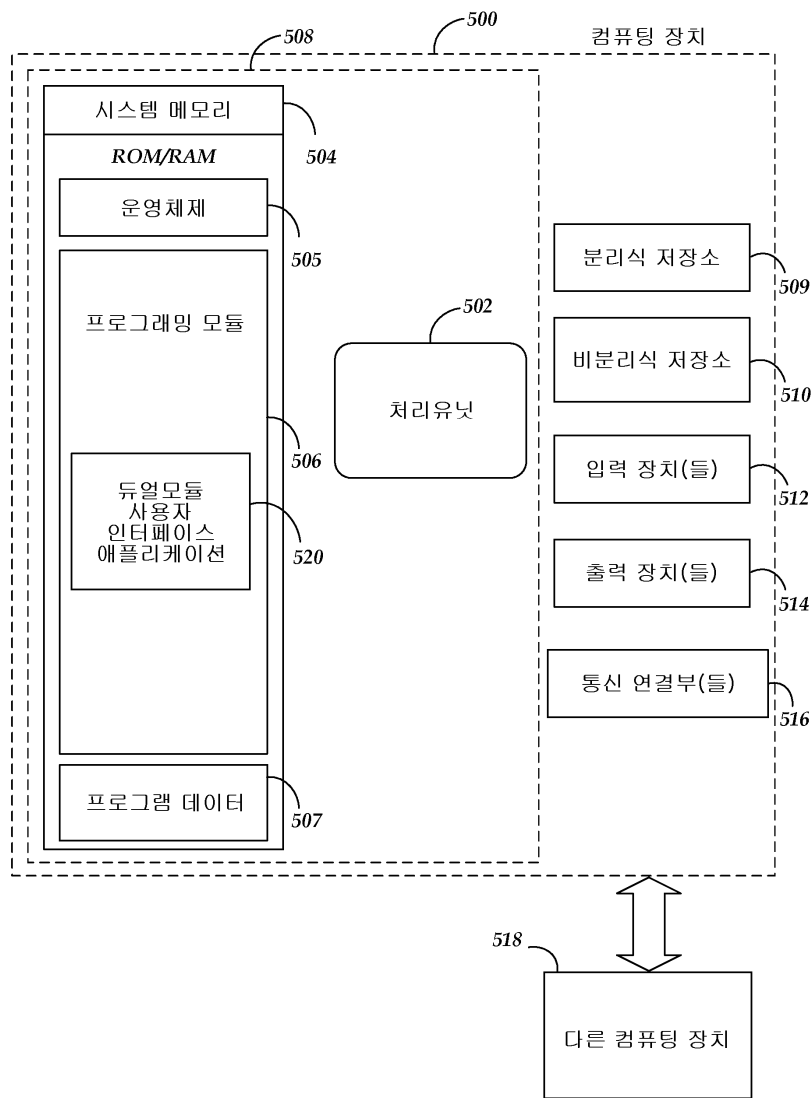 500
컴퓨팅 장치
508
시스템 메모리
504
ROM/RAM
운영체제
505
프로그래밍 모듈
506
듀얼모듈
사용자
인터페이스
애플리케이션
520
프로그램 데이터
507
502
처리유닛
분리식 저장소
509
비분리식 저장소
510
입력 장치(들)
512
출력 장치(들)
514
통신 연결부(들)
516
518
다른 컴퓨팅 장치